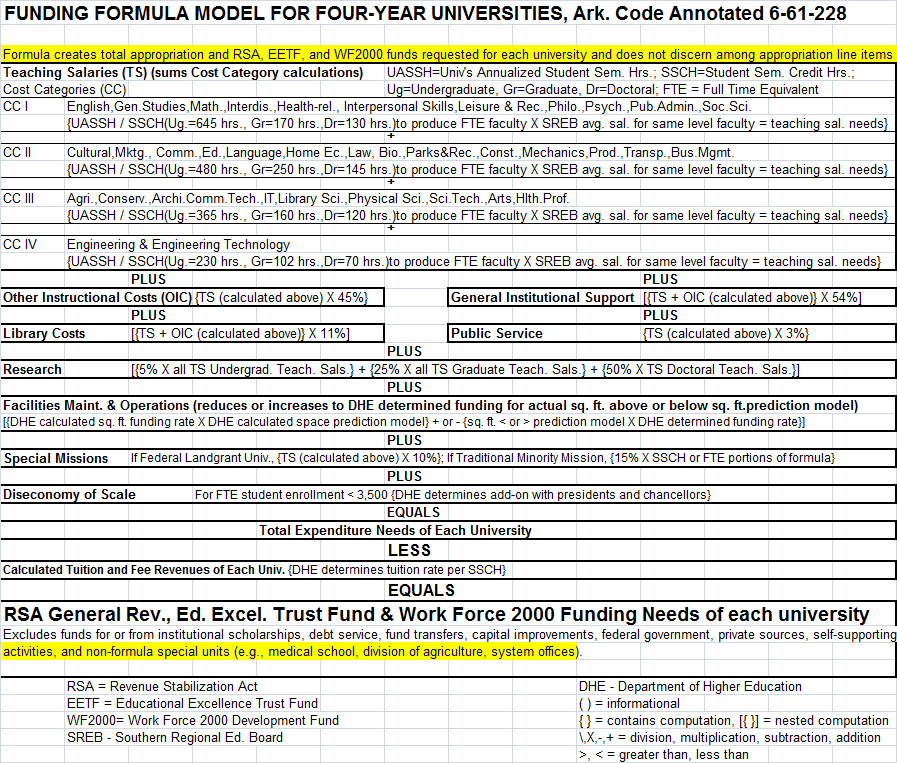 FUNDING FORMULA MODEL FOR FOUR-YEAR UNIVERSITIES, Ark. Code Annotated 6-61-228
Formula creates total appropriation and RSA, EETF, and WF2000 funds requested for each university and does not discern among appropriation line items
Teaching Salaries (TS) (sums Cost Category calculations) UASSH=Univ's Annualized Student Sem. Hrs.; SSCH=Student Sem. Credit Hrs.;
Cost Categories (CC) Ug=Undergraduate, Gr=Graduate, Dr=Doctoral; FTE = Full Time Equivalent
CC I English,Gen.Studies,Math.,Interdis.,Health-rel., Interpersonal Skills,Leisure & Rec.,Philo.,Psych.,Pub.Admin.,Soc.Sci.
{UASSH / SSCH(Ug.=645 hrs., Gr=170 hrs.,Dr=130 hrs.)to produce FTE faculty X SREB avg. sal. for same level faculty = teaching sal. needs}
+
CC II Cultural,Mktg., Comm.,Ed.,Language,Home Ec.,Law, Bio.,Parks&Rec.,Const.,Mechanics,Prod.,Transp.,Bus.Mgmt.
{UASSH / SSCH(Ug.=480 hrs., Gr=250 hrs.,Dr=145 hrs.)to produce FTE faculty X SREB avg. sal. for same level faculty = teaching sal. needs}
+
CC III Agri.,Conserv.,Archi.Comm.Tech.,IT,Library Sci.,Physical Sci.,Sci.Tech.,Arts,Hlth.Prof.
{UASSH / SSCH(Ug.=365 hrs., Gr=160 hrs.,Dr=120 hrs.)to produce FTE faculty X SREB avg. sal. for same level faculty = teaching sal. needs}
+
CC IV Engineering & Engineering Technology
{UASSH / SSCH(Ug.=230 hrs., Gr=102 hrs.,Dr=70 hrs.)to produce FTE faculty X SREB avg. sal. for same level faculty = teaching sal. needs}
PLUS PLUS
Other Instructional Costs (OIC) {TS (calculated above) X 45%} General Institutional Support [{TS + OIC (calculated above)} X 54%]
PLUS PLUS
Library Costs [{TS + OIC (calculated above)} X 11%] Public Service {TS (calculated above) X 3%}
PLUS
Research [{5% X all TS Undergrad. Teach. Sals.} + {25% X all TS Graduate Teach. Sals.} + {50% X TS Doctoral Teach. Sals.}]
PLUS
Facilities Maint. & Operations (reduces or increases to DHE determined funding for actual sq. ft. above or below sq. ft.prediction model)
[{DHE calculated sq. ft. funding rate X DHE calculated space prediction model} + or - {sq. ft. < or > prediction model X DHE determined funding rate}]
PLUS
Special Missions If Federal Landgrant Univ., {TS (calculated above) X 10%}; If Traditional Minority Mission, {15% X SSCH or FTE portions of formula}
PLUS
Diseconomy of Scale For FTE student enrollment < 3,500 {DHE determines add-on with presidents and chancellors}
EQUALS
Total Expenditure Needs of Each University
LESS
Calculated Tuition and Fee Revenues of Each Univ. {DHE determines tuition rate per SSCH}
EQUALS
RSA General Rev., Ed. Excel. Trust Fund & Work Force 2000 Funding Needs of each university
Excludes funds for or from institutional scholarships, debt service, fund transfers, capital improvements, federal government, private sources, self-supporting
activities, and non-formula special units (e.g., medical school, division of agriculture, system offices).
RSA = Revenue Stabilization Act DHE - Department of Higher Education
EETF = Educational Excellence Trust Fund ( ) = informational
WF2000= Work Force 2000 Development Fund { } = contains computation, [{ }] = nested computation
SREB - Southern Regional Ed. Board \,X,-,+ = division, multiplication, subtraction, addition
>, < = greater than, less than